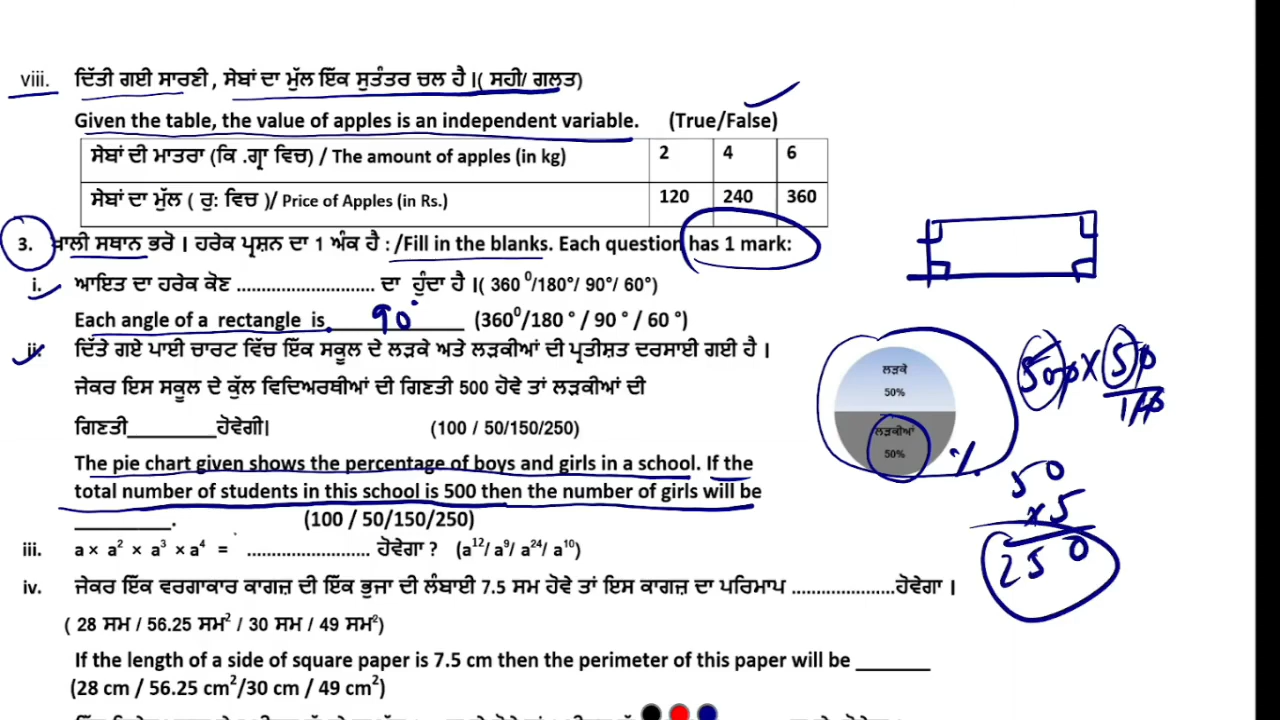 viii. ਦਿੱਤੀ ਗਈ ਸਾਰਣੀ , ਸੇਬਾਂ ਦਾ ਮੁੱਲ ਇੱਕ ਸੁਤੰਤਰ ਚਲ ਹੈ ।( ਸਹੀ/ ਗਲਤ)
Given the table, the value of apples is an independent variable. (True/False)
ਸੇਬਾਂ ਦੀ ਮਾਤਰਾ (ਕਿ .ਗ੍ਰਾ ਵਿਚ) / The amount of apples (in kg) 2 4 6
ਸੇਬਾਂ ਦਾ ਮੁੱਲ ( ਰੁ: ਵਿਚ )/ Price of Apples (in Rs.) 120 240 360
3. ਖਾਲੀ ਸਥਾਨ ਭਰੋ । ਹਰੇਕ ਪ੍ਰਸ਼ਨ ਦਾ 1 ਅੰਕ ਹੈ : /Fill in the blanks. Each question has 1 mark:
i. ਆਇਤ ਦਾ ਹਰੇਕ ਕੋਣ ............................ ਦਾ ਹੁੰਦਾ ਹੈ ।( 360⁰/180°/ 90°/ 60°)
Each angle of a rectangle is 90° (360⁰/180 ° / 90 ° / 60 °)
ii. ਦਿੱਤੇ ਗਏ ਪਾਈ ਚਾਰਟ ਵਿੱਚ ਇੱਕ ਸਕੂਲ ਦੇ ਲੜਕੇ ਅਤੇ ਲੜਕੀਆਂ ਦੀ ਪ੍ਰਤੀਸ਼ਤ ਦਰਸਾਈ ਗਈ ਹੈ ।
ਜੇਕਰ ਇਸ ਸਕੂਲ ਦੇ ਕੁੱਲ ਵਿਦਿਅਰਥੀਆਂ ਦੀ ਗਿਣਤੀ 500 ਹੋਵੇ ਤਾਂ ਲੜਕੀਆਂ ਦੀ
ਗਿਣਤੀ_________ਹੋਵੇਗੀ। (100 / 50/150/250)
The pie chart given shows the percentage of boys and girls in a school. If the
total number of students in this school is 500 then the number of girls will be
__________. (100 / 50/150/250)
ਲੜਕੇ
50%
ਲੜਕੀਆਂ
50%
%
500 × 50
100
50
×5
250
iii. a × a² × a³ × a⁴ = ......................... ਹੋਵੇਗਾ ? (a¹²/ a⁹/ a²⁴/ a¹⁰)
iv. ਜੇਕਰ ਇੱਕ ਵਰਗਾਕਾਰ ਕਾਗਜ਼ ਦੀ ਇੱਕ ਭੁਜਾ ਦੀ ਲੰਬਾਈ 7.5 ਸਮ ਹੋਵੇ ਤਾਂ ਇਸ ਕਾਗਜ਼ ਦਾ ਪਰਿਮਾਪ .....................ਹੋਵੇਗਾ ।
( 28 ਸਮ / 56.25 ਸਮ² / 30 ਸਮ / 49 ਸਮ²)
If the length of a side of square paper is 7.5 cm then the perimeter of this paper will be ________
(28 cm / 56.25 cm²/30 cm / 49 cm²)